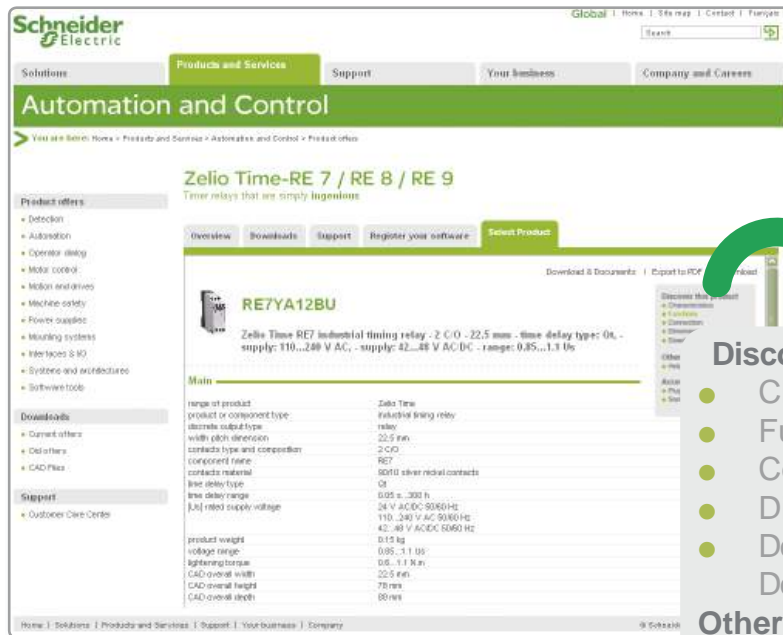 Schneider
Electric
Global | Home | Site map | Contact | Français
Search
Solutions
Products and Services
Support
Your business
Company and Careers
Automation and Control
You are here: Home > Products and Services > Automation and Control > Product offers
Zelio Time-RE 7 / RE 8 / RE 9
Timer relays that are simply ingenious
Product offers
Detection
Automation
Operator dialog
Motor control
Motion and drives
Machine safety
Power supplies
Mounting systems
Interfaces & I/O
Systems and architectures
Software tools
Downloads
Current offers
Old offers
CAD Files
Support
Customer Care Center
Overview
Downloads
Support
Register your software
Select Product
Download & Documents | Export to PDF
RE7YA12BU
Zelio Time RE7 industrial timing relay - 2 C/O - 22.5 mm - time delay type: Qt, -
supply: 110...240 V AC, - supply: 42...48 V AC/DC - range: 0.85...1.1 Us
Main
range of product Zelio Time
product or component type industrial timing relay
discrete output type relay
width pitch dimension 22.5 mm
contacts type and composition 2 C/O
component name RE7
contacts material 90/10 silver nickel contacts
time delay type Qt
time delay range 0.05 s...300 h
[Us] rated supply voltage 24 V AC/DC 50/60 Hz
110...240 V AC 50/60 Hz
42...48 V AC/DC 50/60 Hz
product weight 0.15 kg
voltage range 0.85...1.1 Us
tightening torque 0.6...1.1 N.m
CAD overall width 22.5 mm
CAD overall height 78 mm
CAD overall depth 80 mm
Discover this product
Characteristics
Functions
Connection
Disco
C
Fu
C
D
De
De
Other
Home | Solutions | Products and Services | Support | Your business | Company